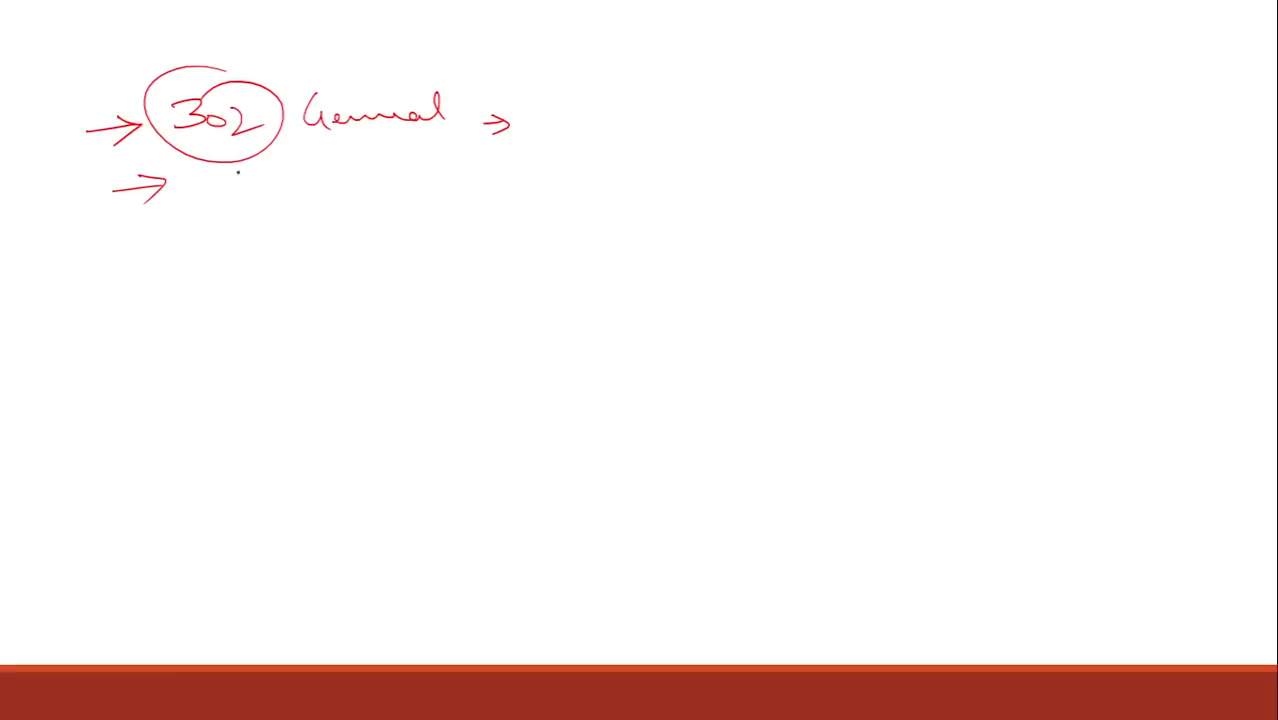 → 302 General →
→